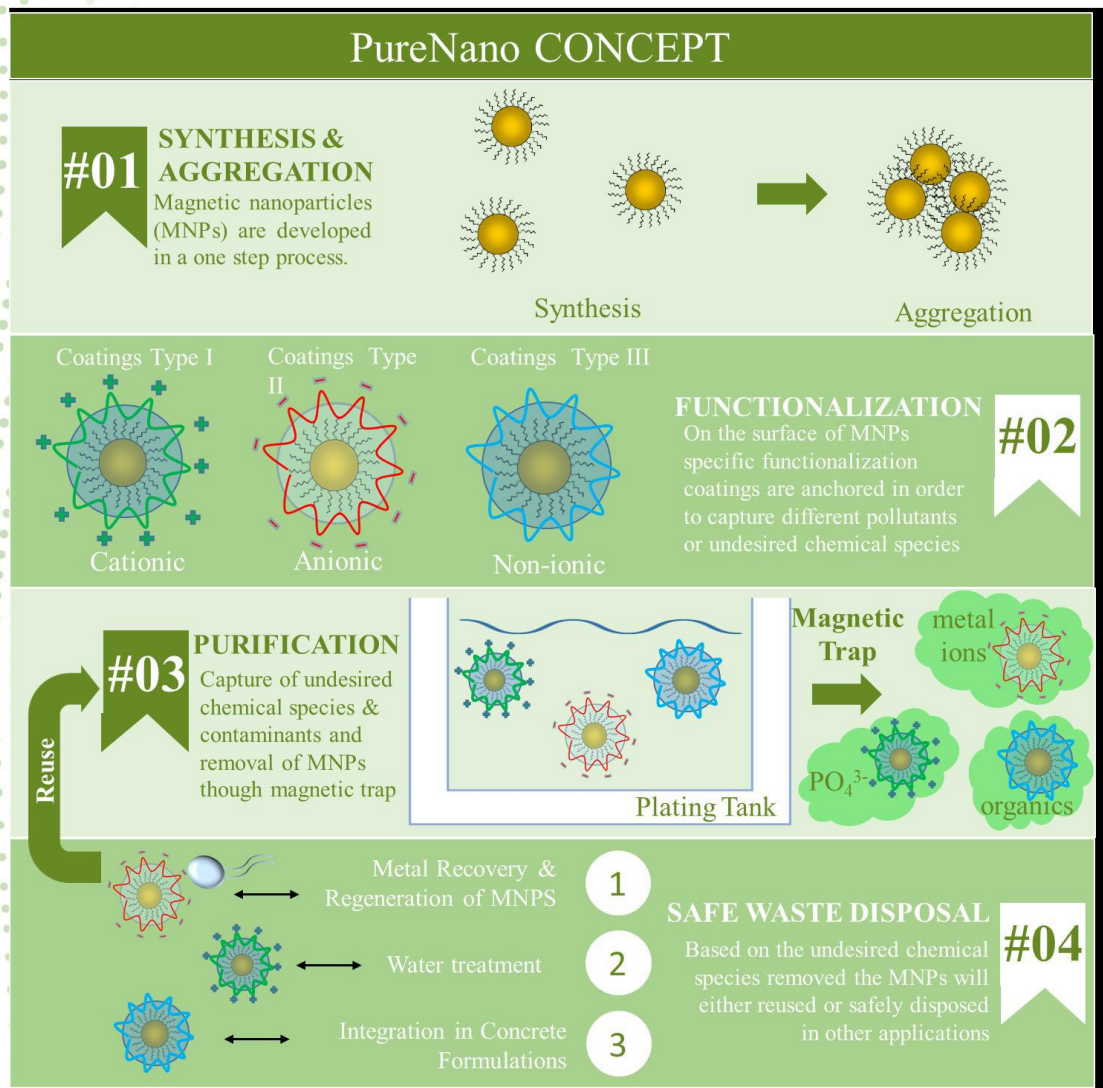 PureNano CONCEPT
#01
SYNTHESIS &
AGGREGATION
Magnetic nanoparticles
(MNPs) are developed
in a one step process.
Synthesis
Aggregation
Coatings Type I
Cationic
Coatings Type
II
Anionic
Coatings Type III
Non-ionic
FUNCTIONALIZATION
On the surface of MNPs
specific functionalization
coatings are anchored in order
to capture different pollutants
or undesired chemical species
#02
#03
PURIFICATION
Capture of undesired
chemical species &
contaminants and
removal of MNPs
though magnetic trap
Plating Tank
Magnetic
Trap
metal
ions
PO₄³⁻
organics
Reuse
Metal Recovery &
Regeneration of MNPS
1
Water treatment
2
Integration in Concrete
Formulations
3
SAFE WASTE DISPOSAL
Based on the undesired chemical
species removed the MNPs will
either reused or safely disposed
in other applications
#04